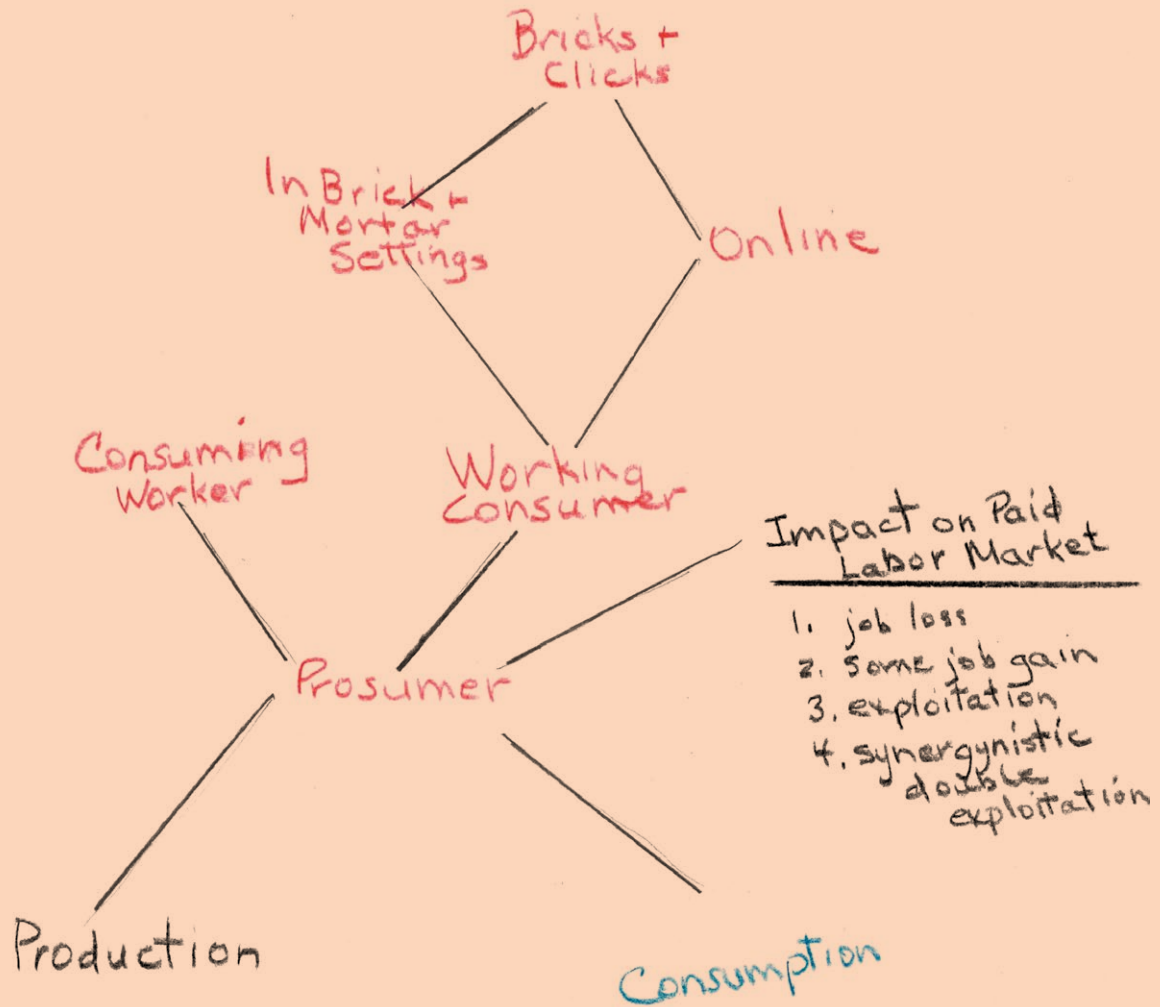 Bricks +
Clicks
In Brick +
Mortar
Settings
Online
Consuming
Worker
Working
Consumer
Impact on Paid
Labor Market
1. job loss
2. some job gain
3. exploitation
4. synergynistic
double
exploitation
Prosumer
Production
Consumption